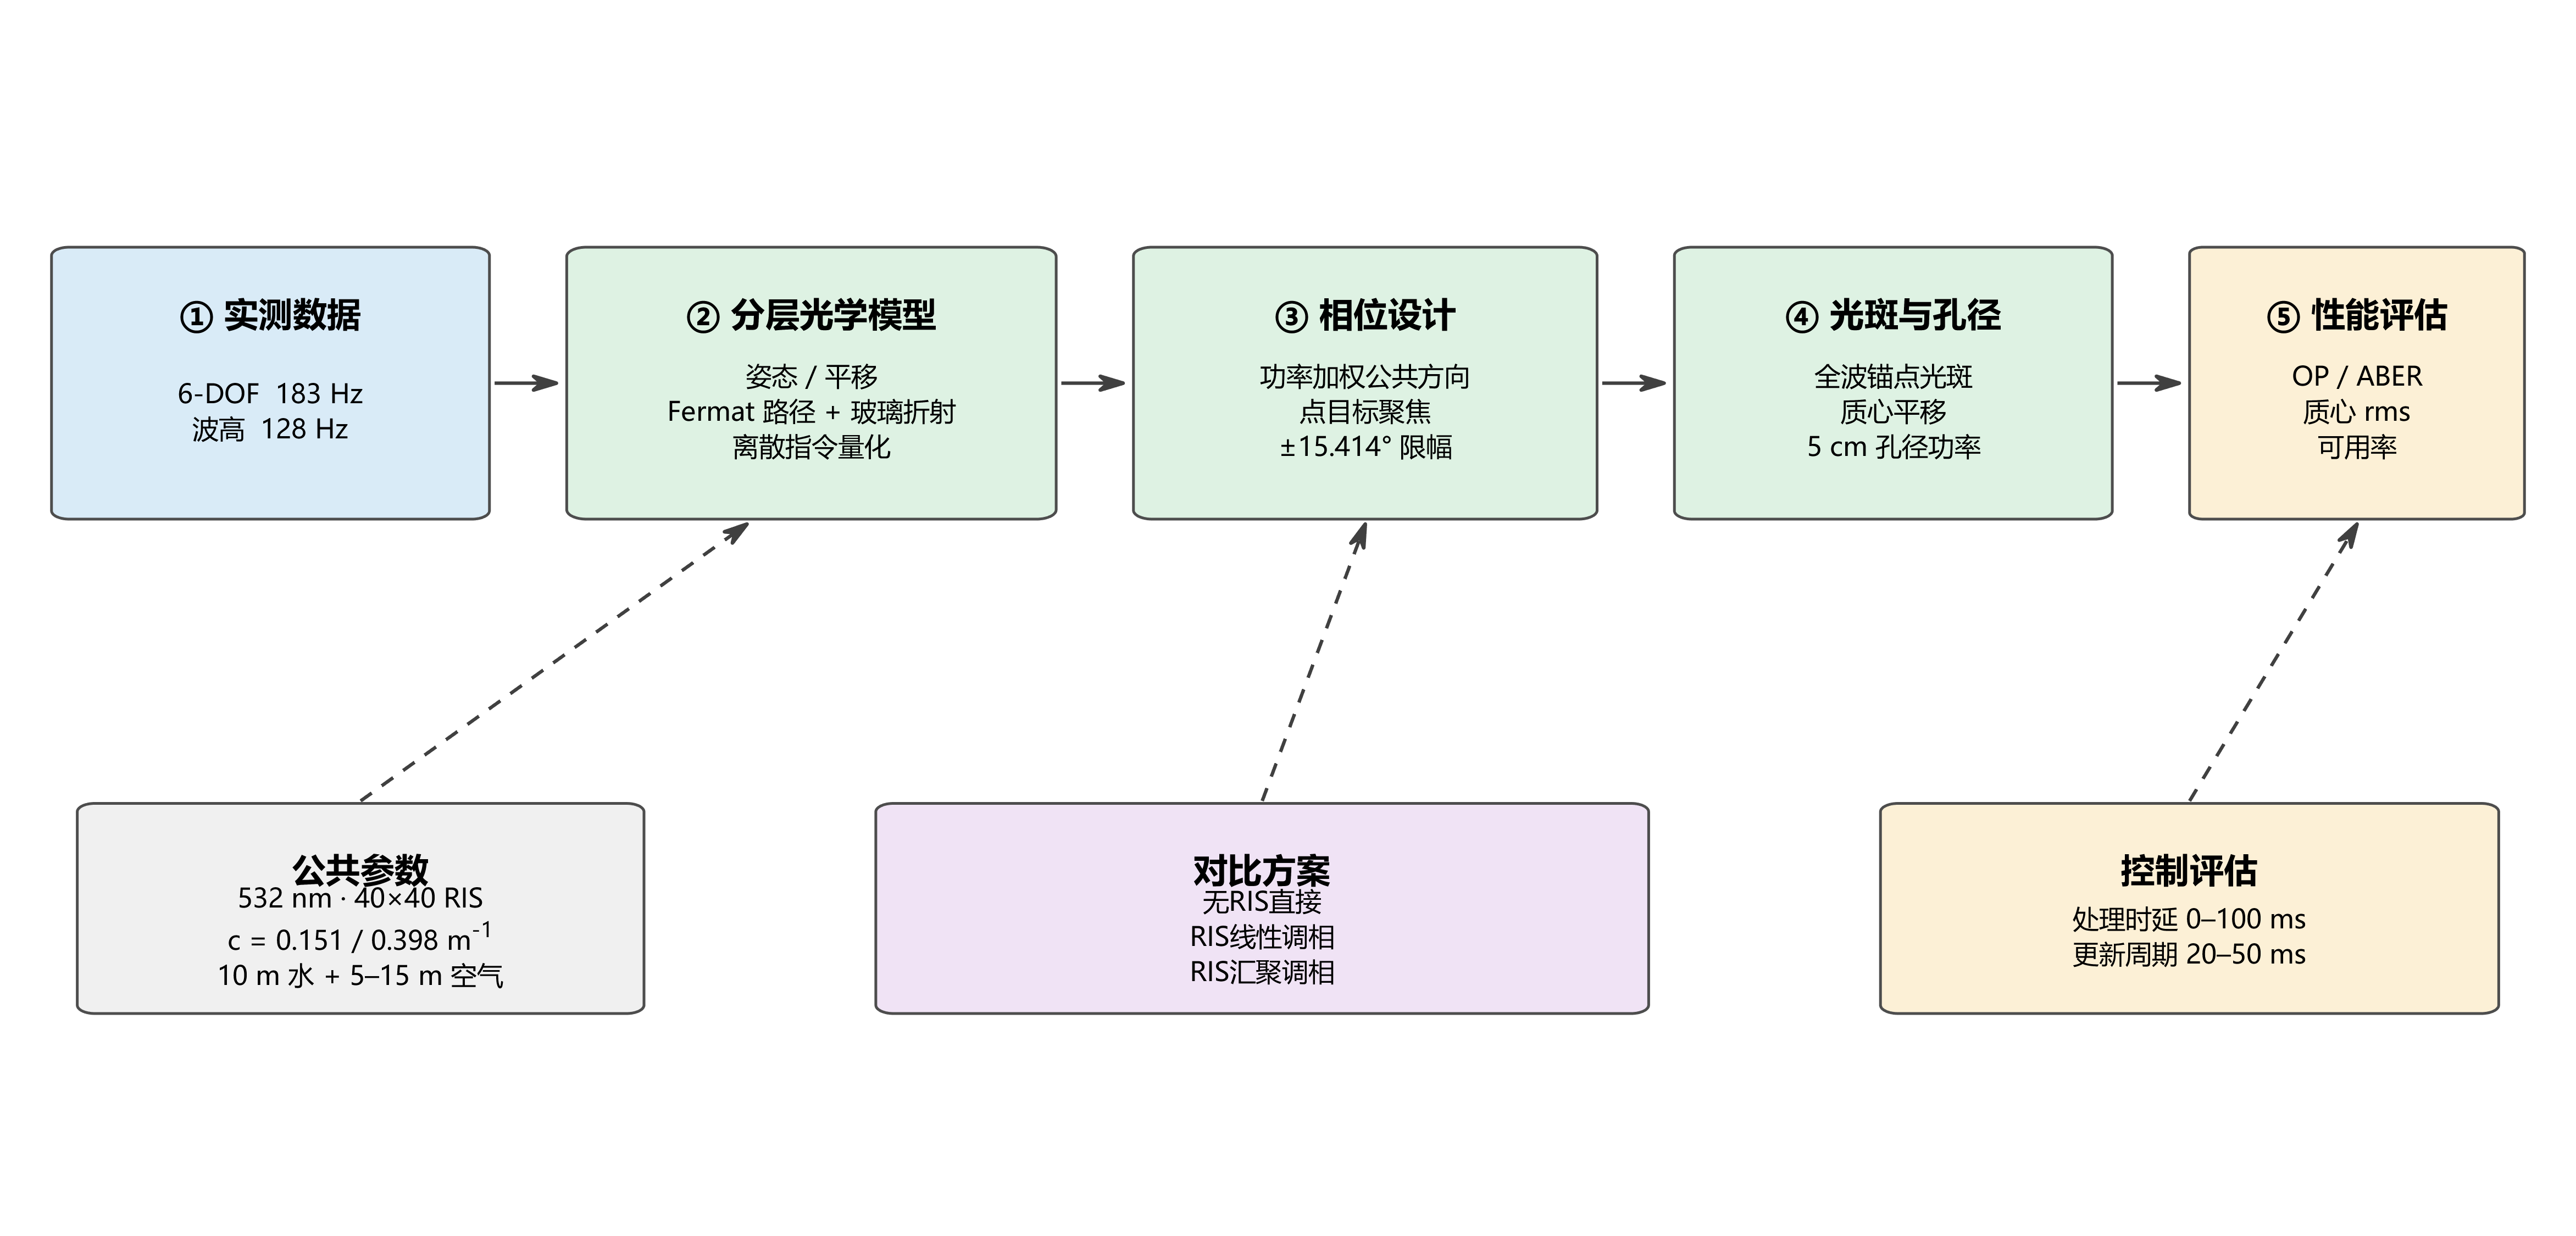 ① 实测数据
6-DOF 183 Hz
波高 128 Hz
② 分层光学模型
姿态 / 平移
Fermat 路径 + 玻璃折射
离散指令量化
③ 相位设计
功率加权公共方向
点目标聚焦
±15.414° 限幅
④ 光斑与孔径
全波锚点光斑
质心平移
5 cm 孔径功率
⑤ 性能评估
OP / ABER
质心 rms
可用率
公共参数
532 nm · 40×40 RIS
c = 0.151 / 0.398 m⁻¹
10 m 水 + 5–15 m 空气
对比方案
无RIS直接
RIS线性调相
RIS汇聚调相
控制评估
处理时延 0–100 ms
更新周期 20–50 ms